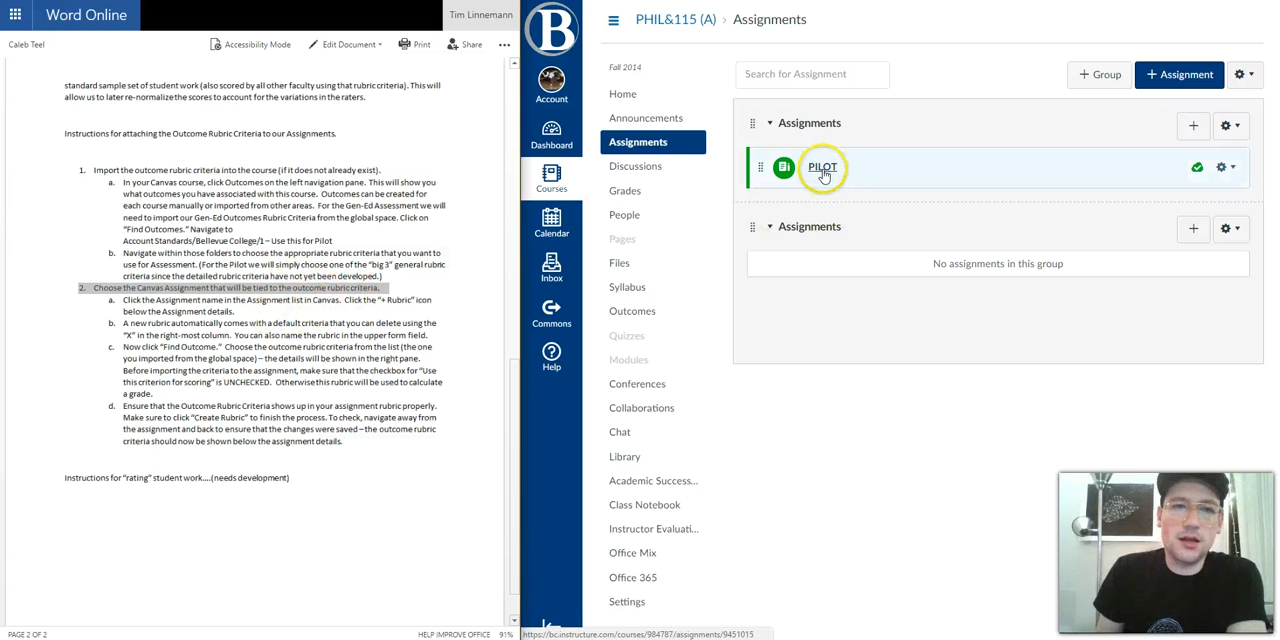 Word Online
Tim Linnemann
Caleb Teel
Accessibility Mode
Edit Document
Print
Share
standard sample set of student work (also scored by all other faculty using that rubric criteria). This will
allow us to later re-normalize the scores to account for the variations in the raters.
Instructions for attaching the Outcome Rubric Criteria to our Assignments.
1. Import the outcome rubric criteria into the course (if it does not already exist).
a. In your Canvas course, click Outcomes on the left navigation pane. This will show you
what outcomes you have associated with this course. Outcomes can be created for
each course manually or imported from other areas. For the Gen-Ed Assessment we will
need to import our Gen-Ed Outcomes Rubric Criteria from the global space. Click on
"Find Outcomes." Navigate to
Account Standards/Bellevue College/1 – Use this for Pilot
b. Navigate within those folders to choose the appropriate rubric criteria that you want to
use for Assessment. (For the Pilot we will simply choose one of the "big 3" general rubric
criteria since the detailed rubric criteria have not yet been developed.)
2. Choose the Canvas Assignment that will be tied to the outcome rubric criteria.
a. Click the Assignment name in the Assignment list in Canvas. Click the "+ Rubric" icon
below the Assignment details.
b. A new rubric automatically comes with a default criteria that you can delete using the
"X" in the right-most column. You can also name the rubric in the upper form field.
c. Now click "Find Outcome." Choose the outcome rubric criteria from the list (the one
you imported from the global space) – the details will be shown in the right pane.
Before importing the criteria to the assignment, make sure that the checkbox for "Use
this criterion for scoring" is UNCHECKED. Otherwise this rubric will be used to calculate
a grade.
d. Ensure that the Outcome Rubric Criteria shows up in your assignment rubric properly.
Make sure to click "Create Rubric" to finish the process. To check, navigate away from
the assignment and back to ensure that the changes were saved – the outcome rubric
criteria should now be shown below the assignment details.
Instructions for "rating" student work....(needs development)
PAGE 2 OF 2
HELP IMPROVE OFFICE
91%
B
Account
Dashboard
Courses
Calendar
Inbox
Commons
Help
PHIL&115 (A) › Assignments
Fall 2014
Home
Announcements
Assignments
Discussions
Grades
People
Pages
Files
Syllabus
Outcomes
Quizzes
Modules
Conferences
Collaborations
Chat
Library
Academic Success...
Class Notebook
Instructor Evaluati...
Office Mix
Office 365
Settings
Search for Assignment
+ Group
+ Assignment
Assignments
PILOT
Assignments
No assignments in this group
https://bc.instructure.com/courses/984787/assignments/9451015